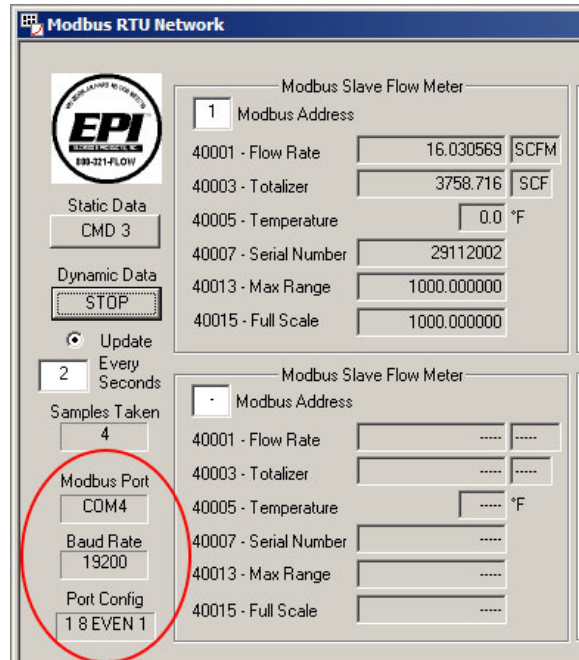 Modbus RTU Network
EPI
800-321-FLOW
Static Data
CMD 3
Dynamic Data
STOP
Update
2 Every
Seconds
Samples Taken
4
Modbus Port
COM4
Baud Rate
19200
Port Config
1 8 EVEN 1
Modbus Slave Flow Meter
1 Modbus Address
40001 - Flow Rate 16.030569 SCFM
40003 - Totalizer 3758.716 SCF
40005 - Temperature 0.0 °F
40007 - Serial Number 29112002
40013 - Max Range 1000.000000
40015 - Full Scale 1000.000000
Modbus Slave Flow Meter
- Modbus Address
40001 - Flow Rate ----- -----
40003 - Totalizer ----- -----
40005 - Temperature ----- °F
40007 - Serial Number -----
40013 - Max Range -----
40015 - Full Scale -----